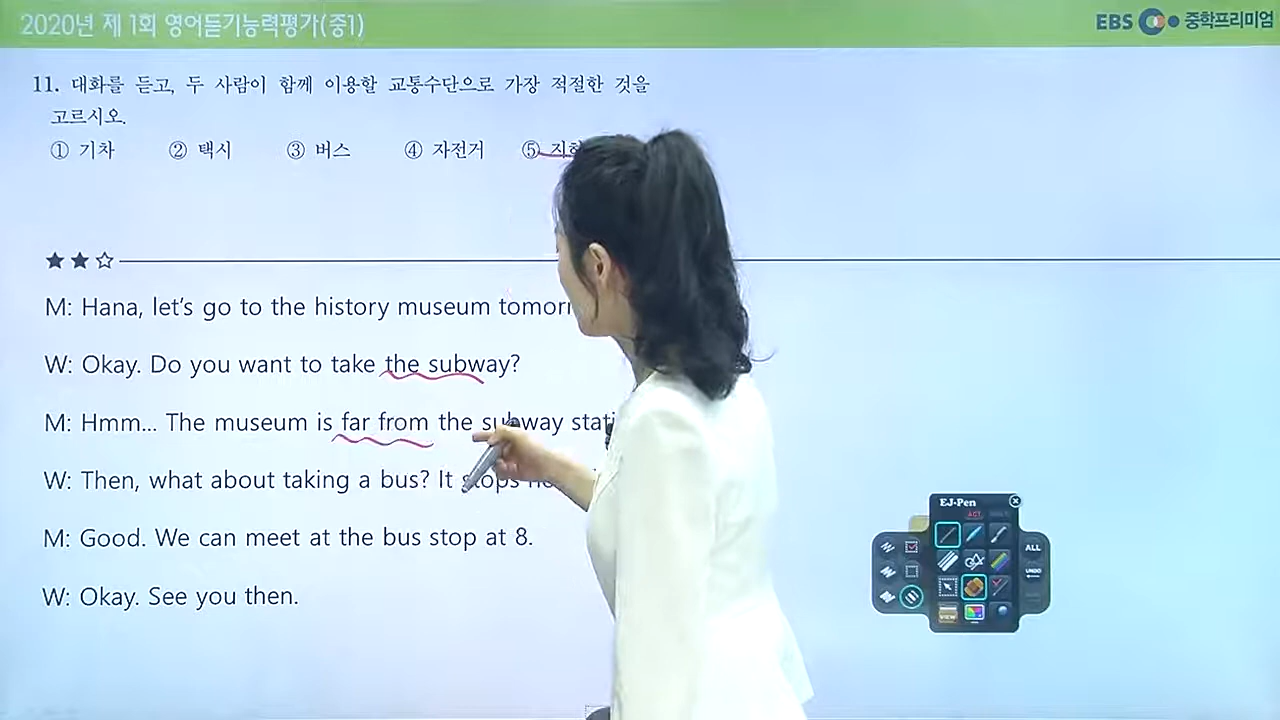 2020년 제 1회 영어듣기능력평가(중1)
EBS 중학프리미엄
11. 대화를 듣고, 두 사람이 함께 이용할 교통수단으로 가장 적절한 것을
고르시오.
① 기차 ② 택시 ③ 버스 ④ 자전거 ⑤
M: Hana, let's go to the history museum
W: Okay. Do you want to take the subway?
M: Hmm... The museum is far from the subway
W: Then, what about taking a bus? It stops
M: Good. We can meet at the bus stop at 8.
W: Okay. See you then.
EJ-Pen
ALL
UNDO
VIEW